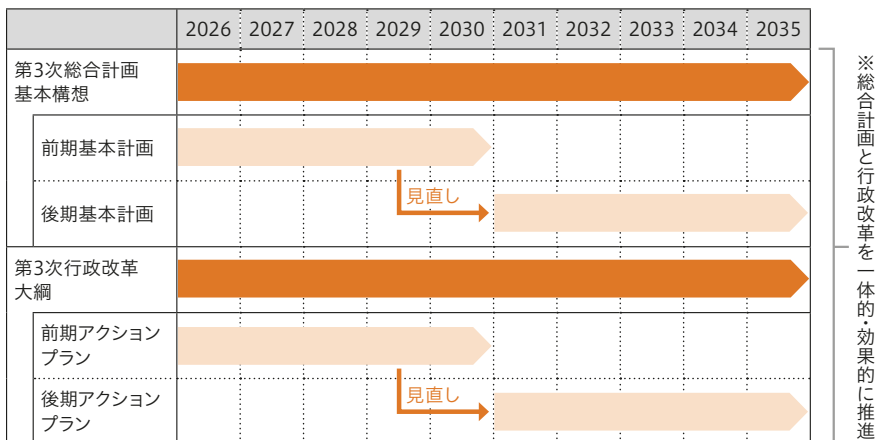 2026 2027 2028 2029 2030 2031 2032 2033 2034 2035
第3次総合計画
基本構想
前期基本計画
見直し
後期基本計画
第3次行政改革
大綱
前期アクション
プラン
見直し
後期アクション
プラン
※総合計画と行政改革を一体的・効果的に推進